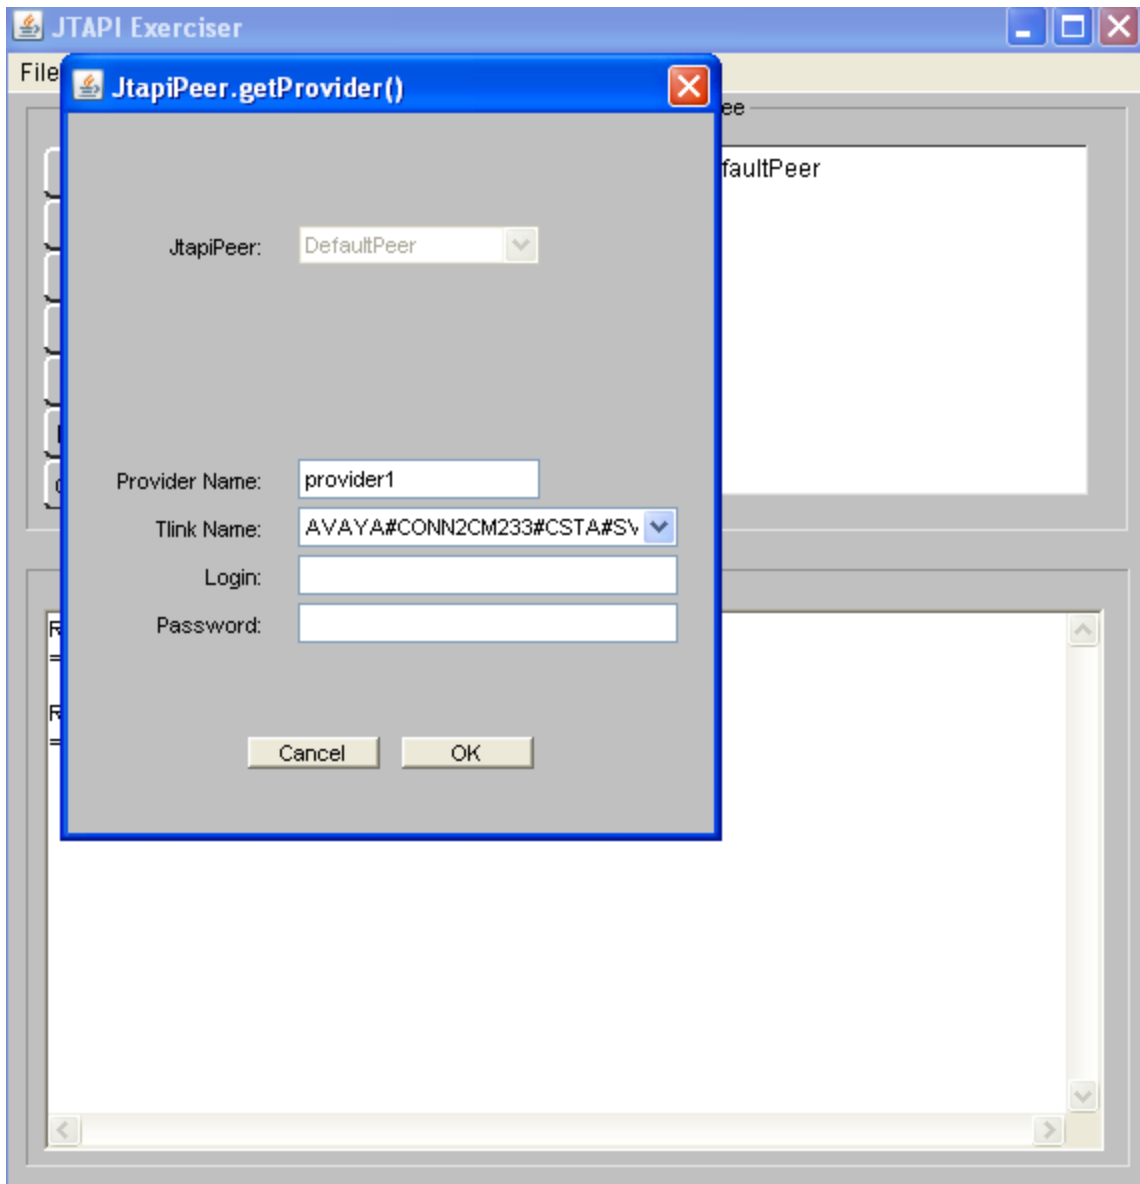 JTAPI Exerciser
File
JtapiPeer.getProvider()
ee
faultPeer
JtapiPeer: DefaultPeer
Provider Name: provider1
Tlink Name: AVAYA#CONN2CM233#CSTA#SV
Login:
Password:
R
=
R
=
Cancel OK